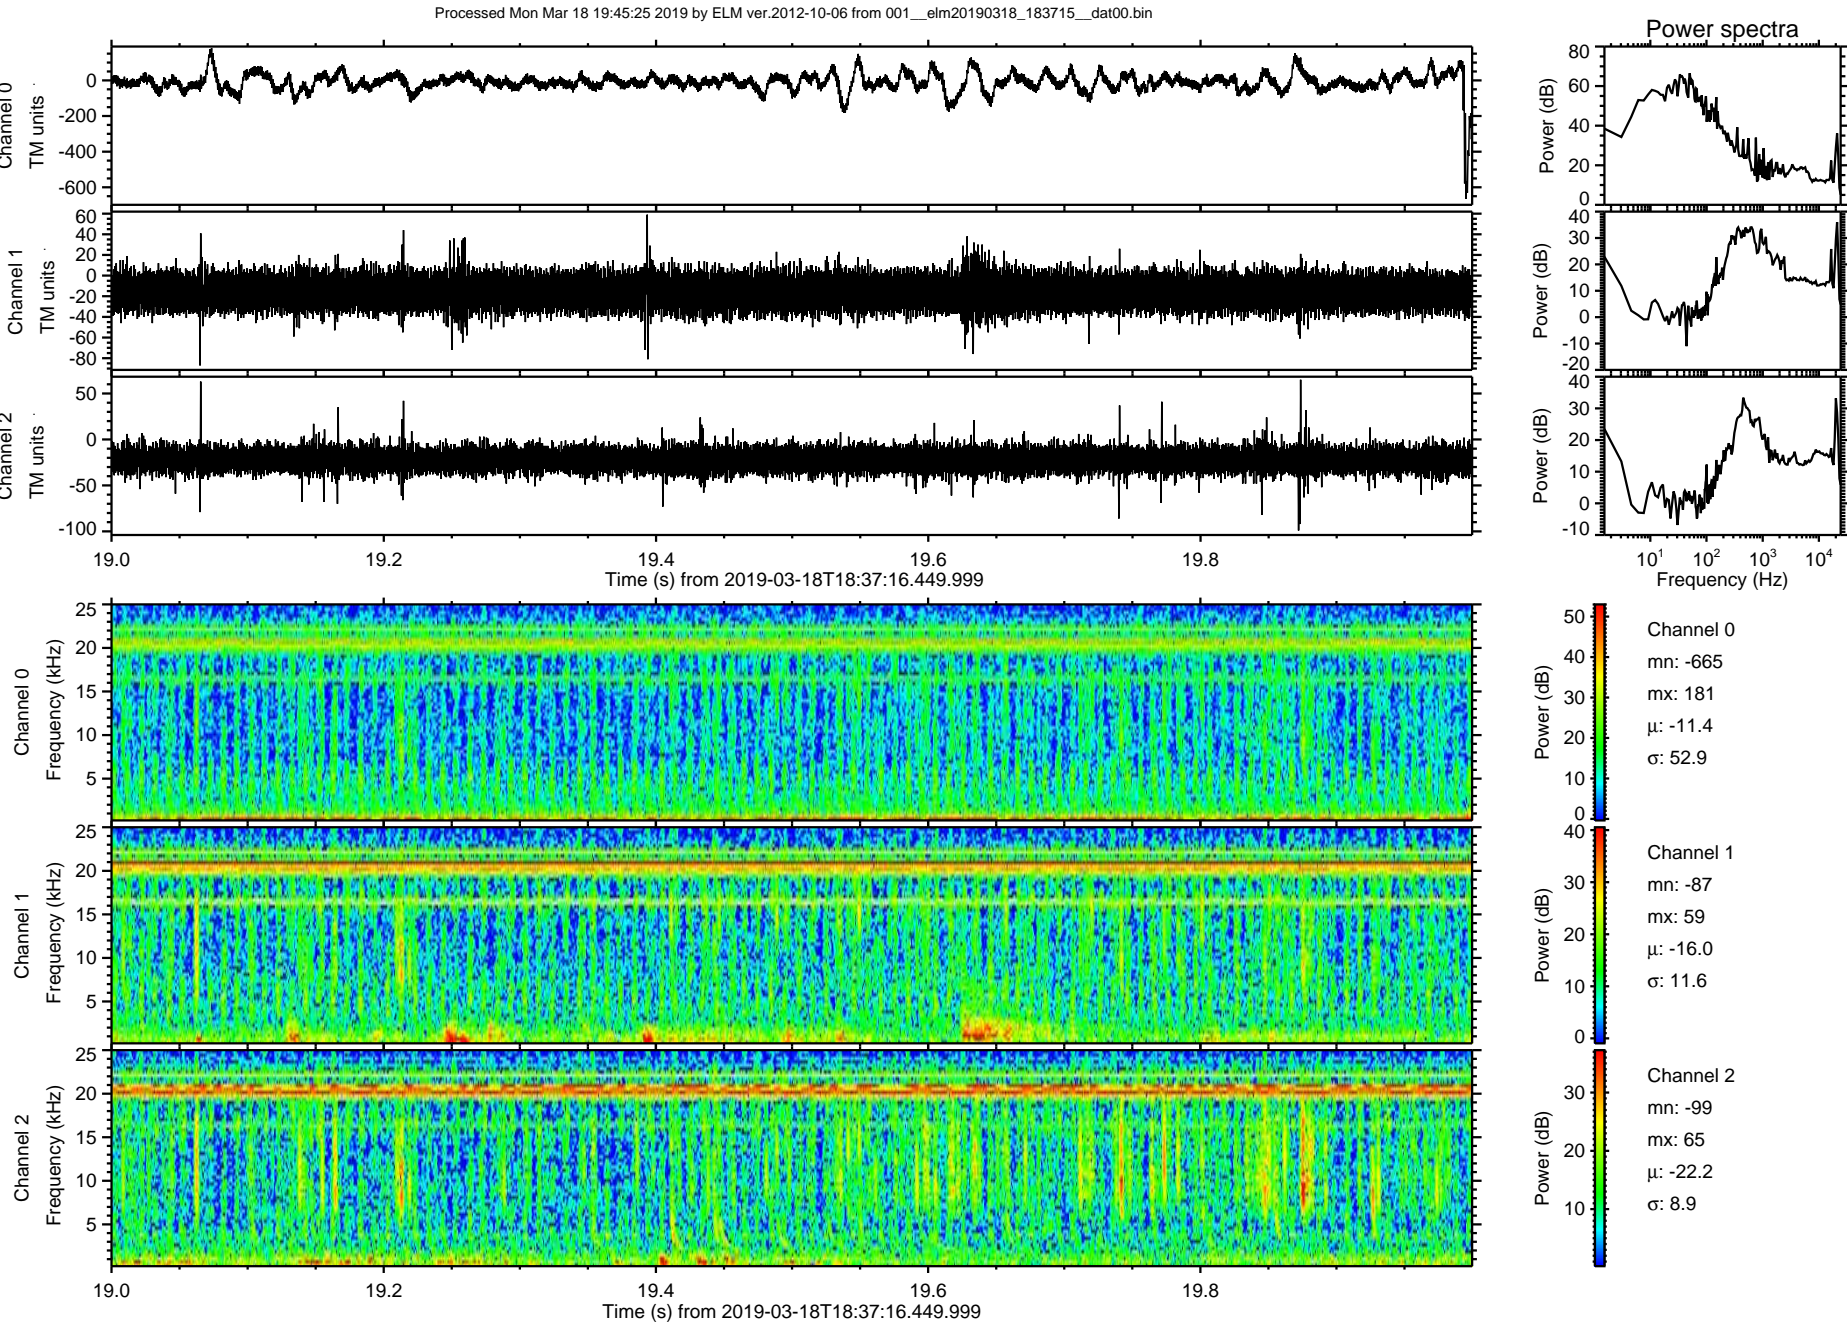 Processed Mon Mar 18 19:45:25 2019 by ELM ver.2012-10-06 from 001__elm20190318_183715__dat00.bin
Power spectra
Channel 0
TM units
0
-200
-400
-600
Power (dB)
80
60
40
20
0
Channel 1
TM units
60
40
20
0
-20
-40
-60
-80
Power (dB)
40
30
20
10
0
-10
-20
Channel 2
TM units
50
0
-50
-100
Power (dB)
40
30
20
10
0
-10
19.0 19.2 19.4 19.6 19.8
Time (s) from 2019-03-18T18:37:16.449.999
10¹ 10² 10³ 10⁴
Frequency (Hz)
Channel 0
Frequency (kHz)
25
20
15
10
5
Power (dB)
50
40
30
20
10
0
Channel 0
mn: -665
mx: 181
μ: -11.4
σ: 52.9
Channel 1
Frequency (kHz)
25
20
15
10
5
Power (dB)
40
30
20
10
0
Channel 1
mn: -87
mx: 59
μ: -16.0
σ: 11.6
Channel 2
Frequency (kHz)
25
20
15
10
5
Power (dB)
30
20
10
Channel 2
mn: -99
mx: 65
μ: -22.2
σ: 8.9
19.0 19.2 19.4 19.6 19.8
Time (s) from 2019-03-18T18:37:16.449.999